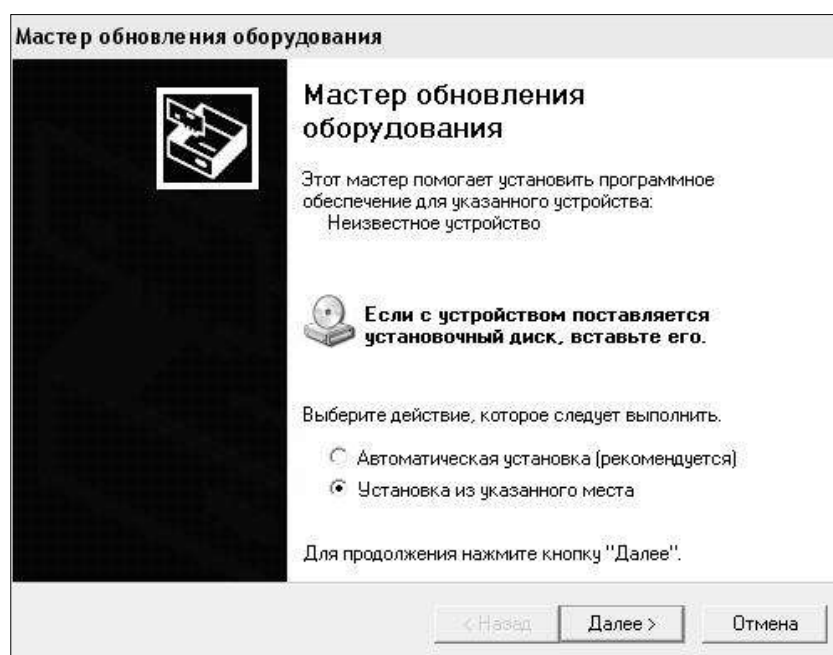 Мастер обновления оборудования
Мастер обновления
оборудования
Этот мастер помогает установить программное
обеспечение для указанного устройства:
Неизвестное устройство
Если с устройством поставляется
установочный диск, вставьте его.
Выберите действие, которое следует выполнить.
Автоматическая установка (рекомендуется)
Установка из указанного места
Для продолжения нажмите кнопку "Далее".
< Назад Далее > Отмена